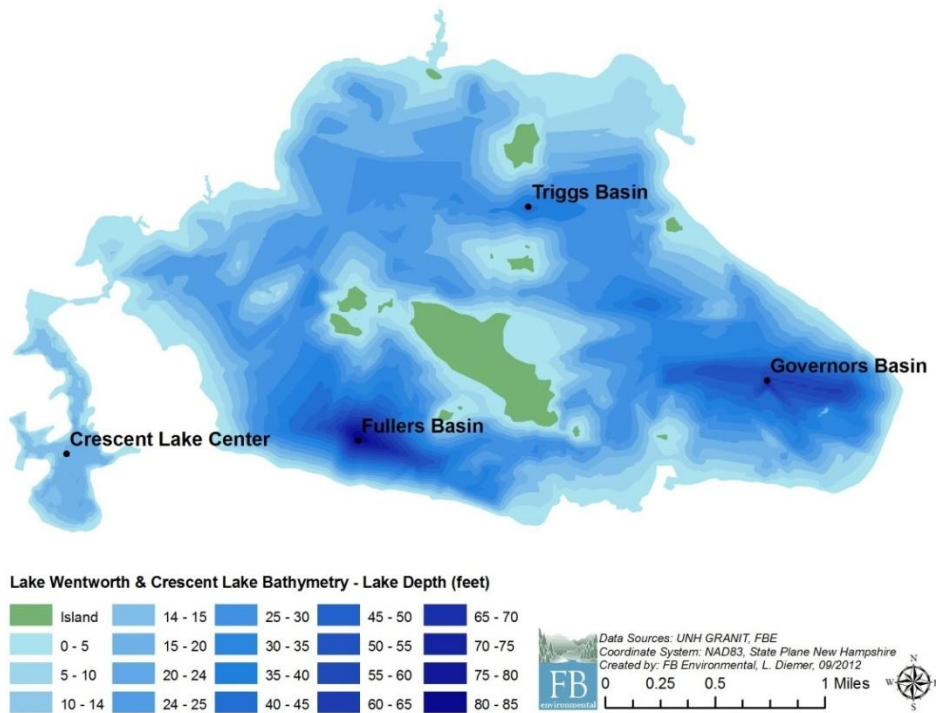 Triggs Basin
Governors Basin
Fullers Basin
Crescent Lake Center
Lake Wentworth & Crescent Lake Bathymetry - Lake Depth (feet)
Island 14 - 15 25 - 30 45 - 50 65 - 70
0 - 5 15 - 20 30 - 35 50 - 55 70 -75
5 - 10 20 - 24 35 - 40 55 - 60 75 - 80
10 - 14 24 - 25 40 - 45 60 - 65 80 - 85
FB
environmental
Data Sources: UNH GRANIT, FBE
Coordinate System: NAD83, State Plane New Hampshire
Created by: FB Environmental, L. Diemer, 09/2012
0 0.25 0.5 1 Miles
N
W E
S